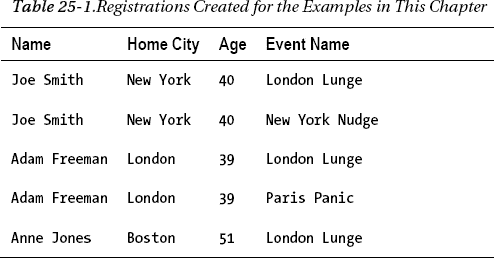 Table 25-1.Registrations Created for the Examples in This Chapter
Name Home City Age Event Name
Joe Smith New York 40 London Lunge
Joe Smith New York 40 New York Nudge
Adam Freeman London 39 London Lunge
Adam Freeman London 39 Paris Panic
Anne Jones Boston 51 London Lunge